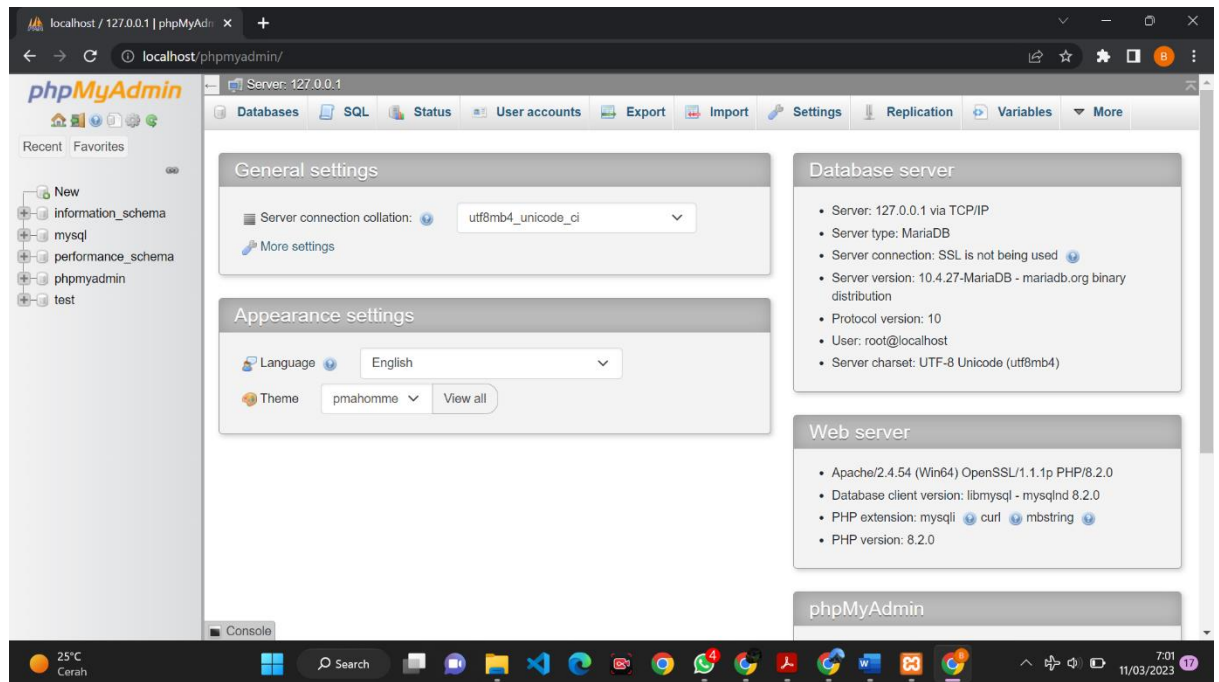 localhost / 127.0.0.1 | phpMyAdn
localhost/phpmyadmin/
phpMyAdmin
Recent Favorites
New
information_schema
mysql
performance_schema
phpmyadmin
test
Server: 127.0.0.1
Databases SQL Status User accounts Export Import Settings Replication Variables More
General settings
Server connection collation: utf8mb4_unicode_ci
More settings
Appearance settings
Language English
Theme pmahomme View all
Database server
• Server: 127.0.0.1 via TCP/IP
• Server type: MariaDB
• Server connection: SSL is not being used
• Server version: 10.4.27-MariaDB - mariadb.org binary
distribution
• Protocol version: 10
• User: root@localhost
• Server charset: UTF-8 Unicode (utf8mb4)
Web server
• Apache/2.4.54 (Win64) OpenSSL/1.1.1p PHP/8.2.0
• Database client version: libmysql - mysqlnd 8.2.0
• PHP extension: mysqli curl mbstring
• PHP version: 8.2.0
phpMyAdmin
Console
25°C
Cerah
Search
4
7:01
11/03/2023
17
B